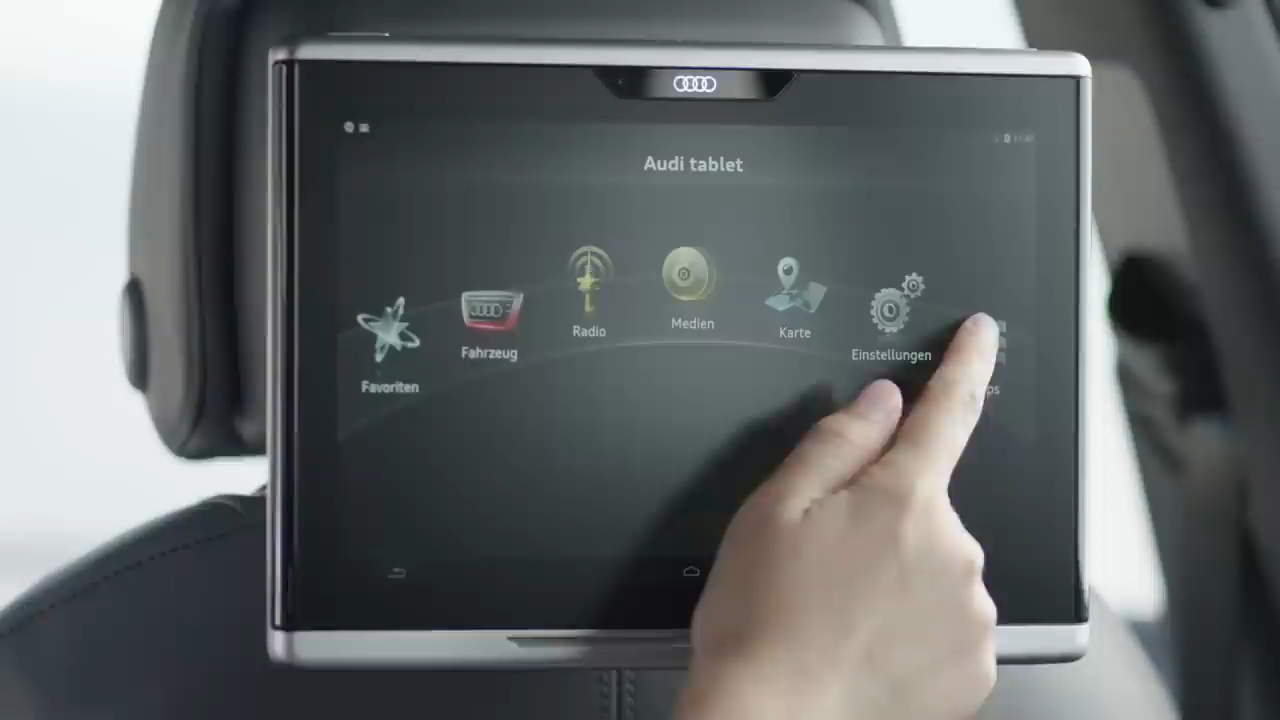 Audi tablet
Favoriten
Fahrzeug
Radio
Medien
Karte
Einstellungen